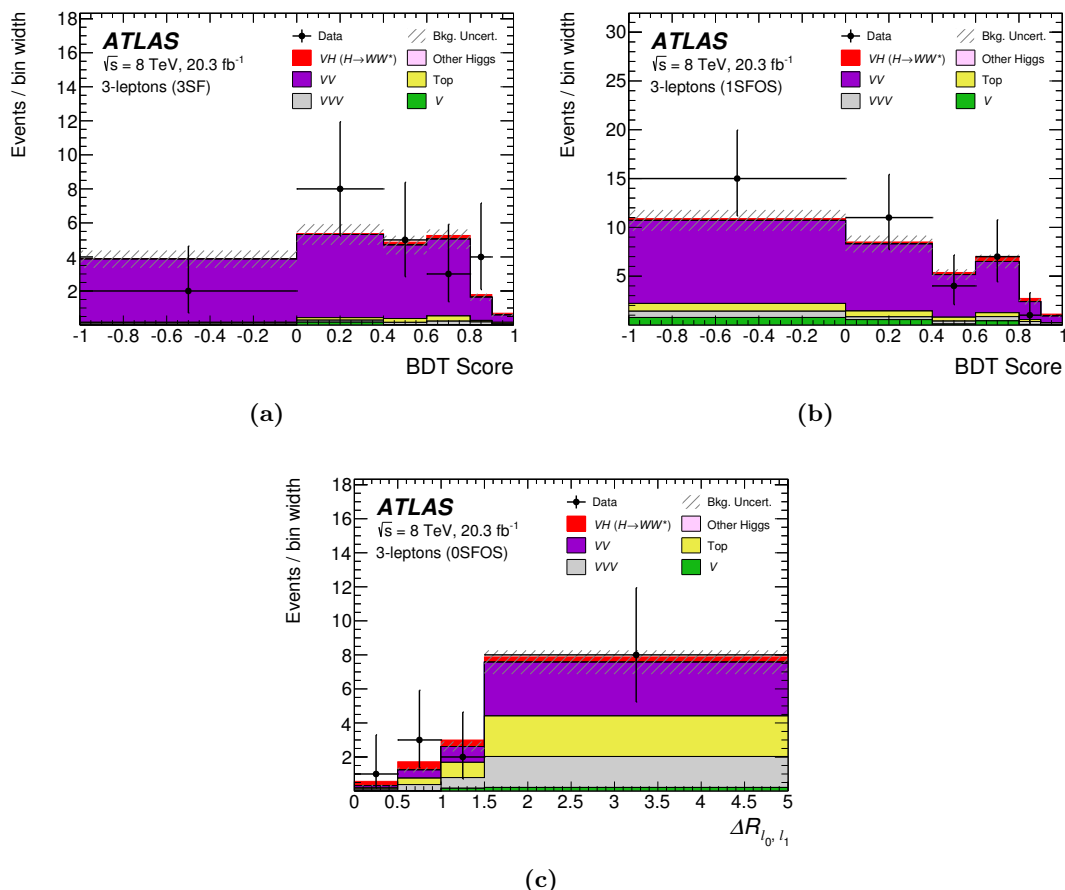 Events / bin width
18
16
14
12
10
8
6
4
2
ATLAS
√s = 8 TeV, 20.3 fb⁻¹
3-leptons (3SF)
Data
VH (H→WW*)
VV
VVV
Bkg. Uncert.
Other Higgs
Top
V
-1 -0.8 -0.6 -0.4 -0.2 0 0.2 0.4 0.6 0.8 1
BDT Score
(a)
Events / bin width
30
25
20
15
10
5
ATLAS
√s = 8 TeV, 20.3 fb⁻¹
3-leptons (1SFOS)
Data
VH (H→WW*)
VV
VVV
Bkg. Uncert.
Other Higgs
Top
V
-1 -0.8 -0.6 -0.4 -0.2 0 0.2 0.4 0.6 0.8 1
BDT Score
(b)
Events / bin width
18
16
14
12
10
8
6
4
2
ATLAS
√s = 8 TeV, 20.3 fb⁻¹
3-leptons (0SFOS)
Data
VH (H→WW*)
VV
VVV
Bkg. Uncert.
Other Higgs
Top
V
0 0.5 1 1.5 2 2.5 3 3.5 4 4.5 5
ΔR l₀, l₁
(c)